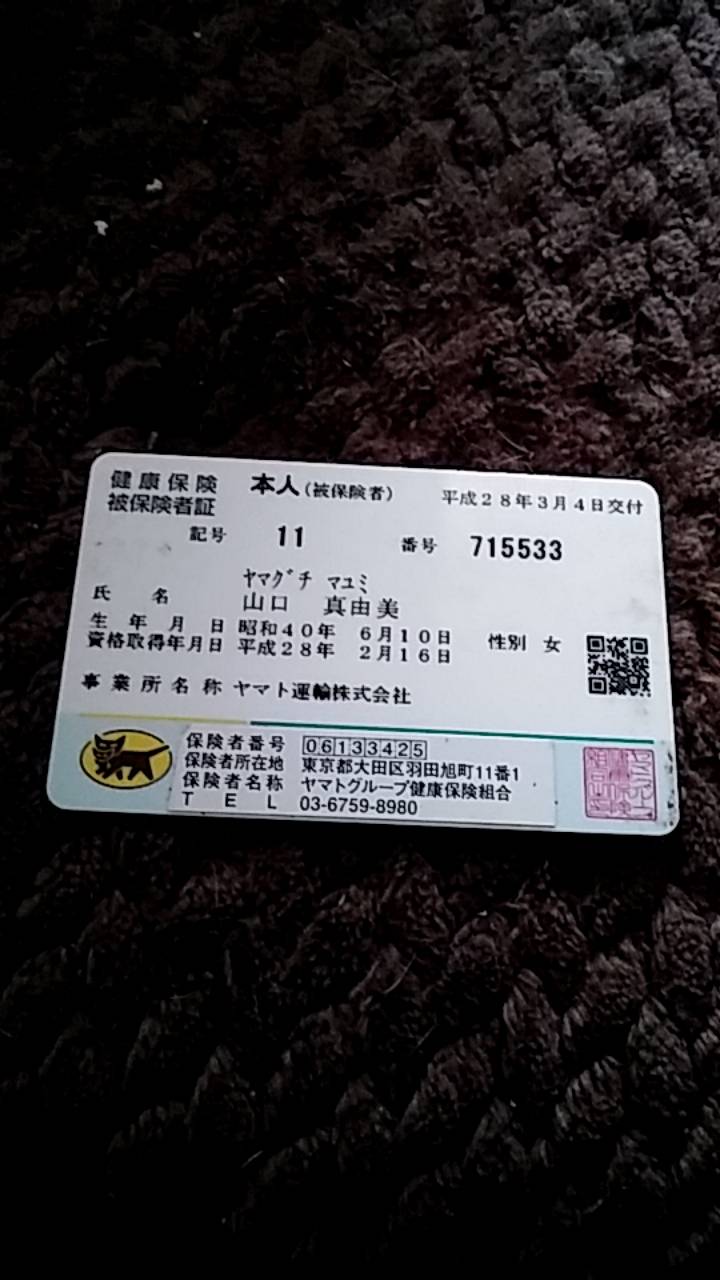 健康保険 本人(被保険者) 平成28年3月4日交付
被保険者証
記号 11 番号 715533
ﾔﾏｸﾞﾁ ﾏﾕﾐ
氏名 山口 真由美
生年月日 昭和40年 6月10日 性別 女
資格取得年月日 平成28年 2月16日
事業所名称 ヤマト運輸株式会社
保険者番号 06133425
保険者所在地 東京都大田区羽田旭町11番1
保険者名称 ヤマトグループ健康保険組合
TEL 03-6759-8980